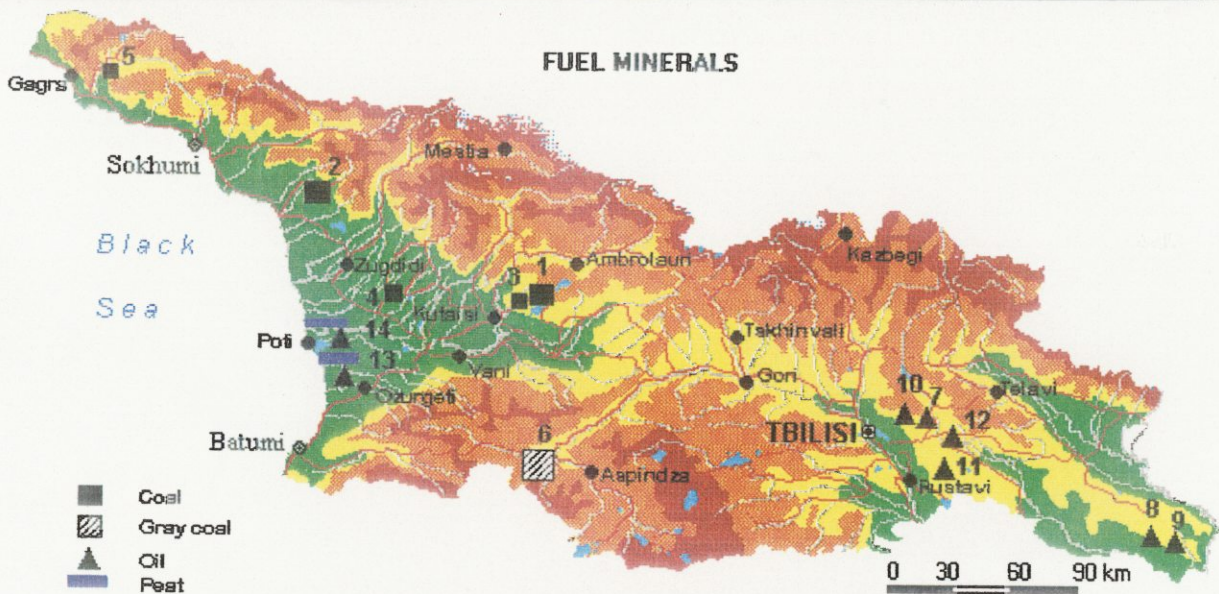 FUEL MINERALS
5
Gagra
Sokhumi
Mestia
2
Black
Kazbegi
Zugdidi
Ambrolauri
3 1
4
Sea
Kutaisi
Poti
14
Tskhinvali
13
Vani
Gori
Ozurgeti
10 7
Telavi
12
TBILISI
Batumi
6
11
Aspindza
Rustavi
8 9
Coal
Gray coal
Oil
Peat
0 30 60 90 km